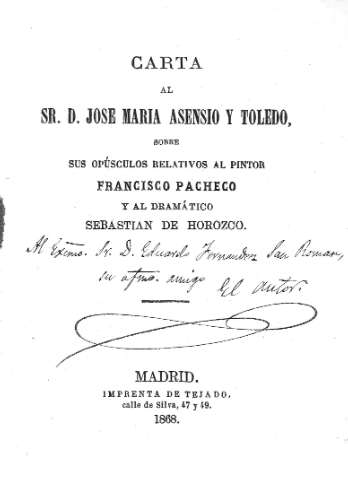 CARTA
AL
SR. D. JOSE MARIA ASENSIO Y TOLEDO,
SOBRE
SUS OPÚSCULOS RELATIVOS AL PINTOR
FRANCISCO PACHECO
Y AL DRAMÁTICO
SEBASTIAN DE HOROZCO.
Al Exĩmo. Sr. D. Eduardo Fernandez San Roman,
su afmo. amigo
El autor.
MADRID.
IMPRENTA DE TEJADO,
calle de Silva, 47 y 49.
1868.